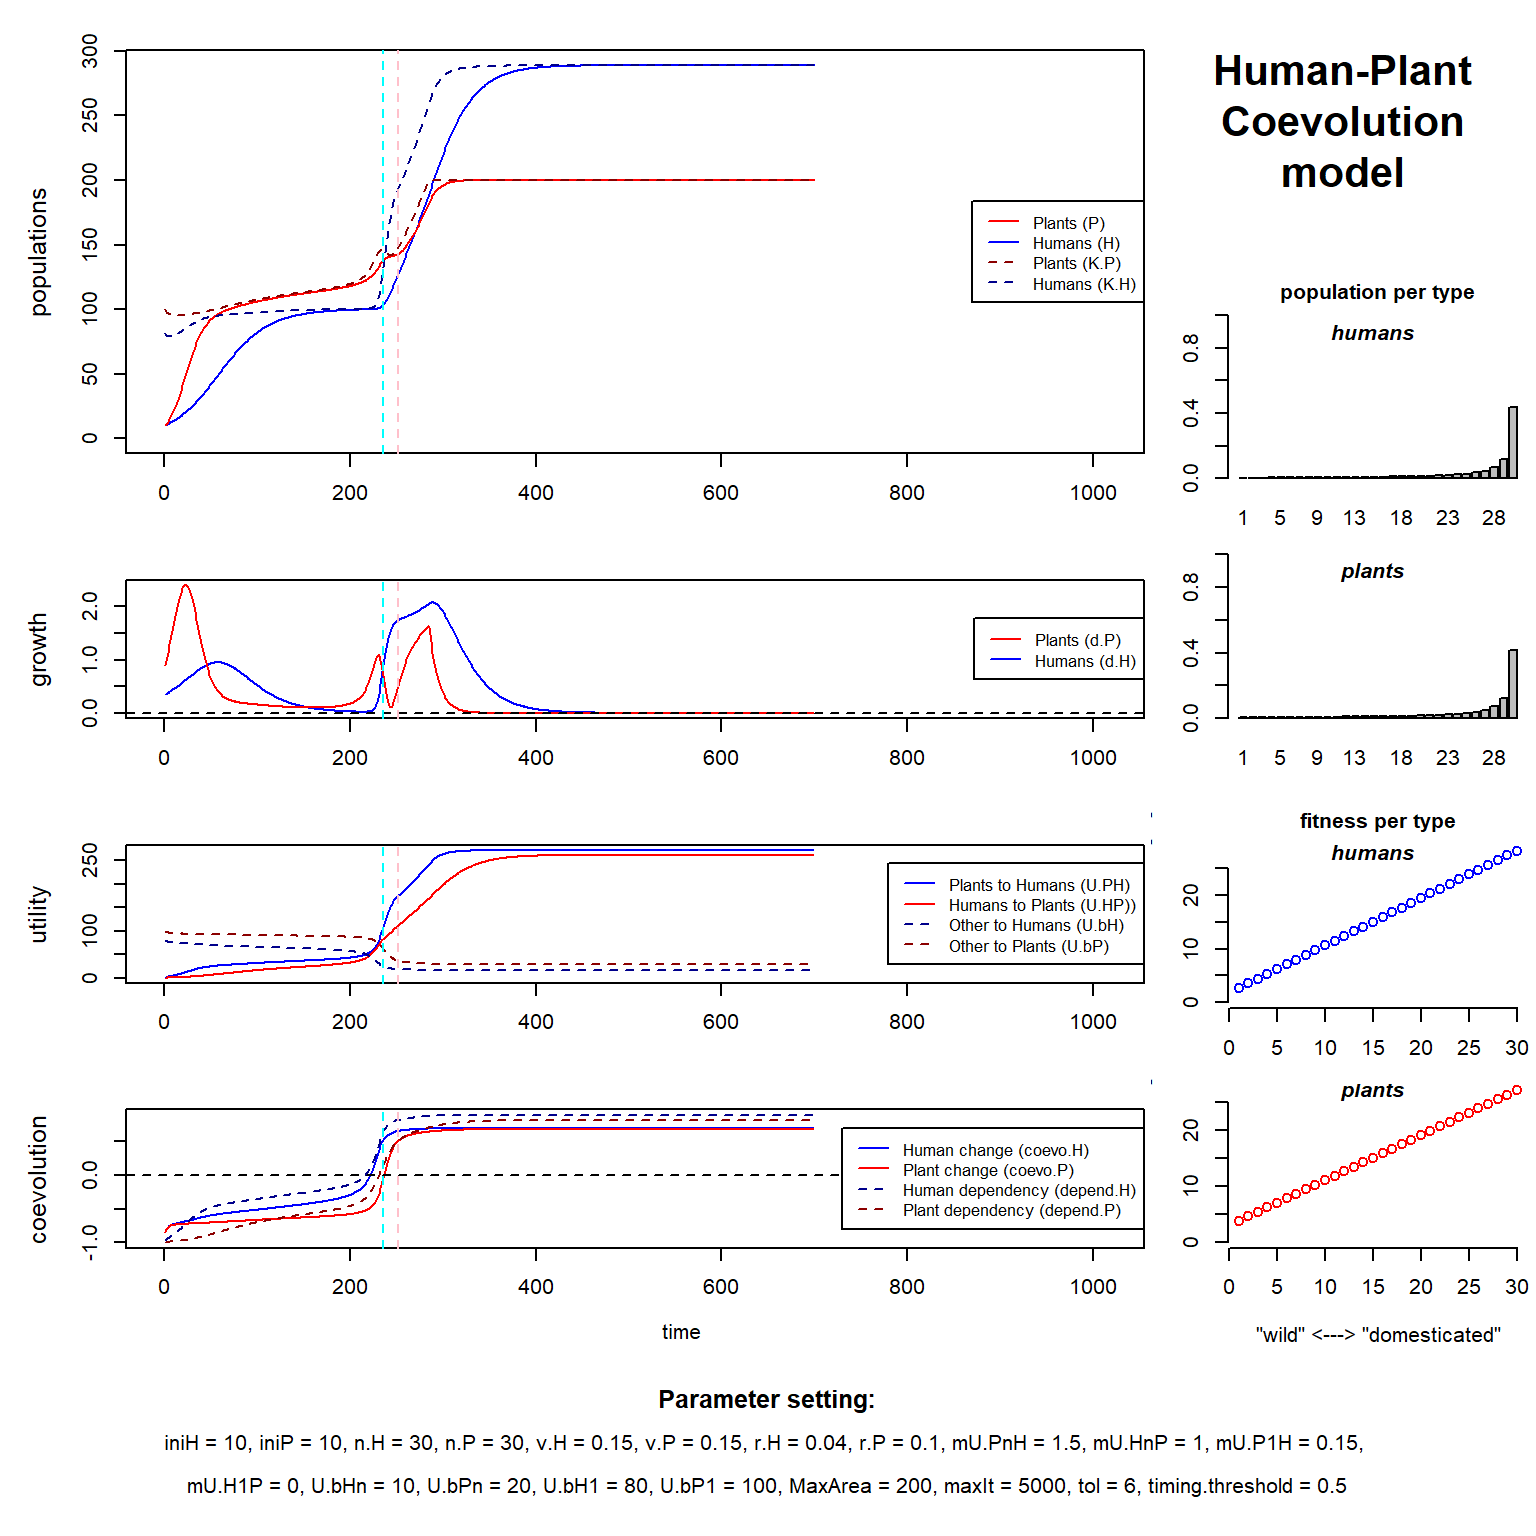 Human-Plant
Coevolution
model
populations
0 50 100 150 200 250 300
Plants (P)
Humans (H)
Plants (K.P)
Humans (K.H)
0 200 400 600 800 1000
population per type
humans
0.0 0.4 0.8
1 5 9 13 18 23 28
growth
0.0 1.0 2.0
Plants (d.P)
Humans (d.H)
0 200 400 600 800 1000
plants
0.0 0.4 0.8
1 5 9 13 18 23 28
utility
0 100 250
Plants to Humans (U.PH)
Humans to Plants (U.HP))
Other to Humans (U.bH)
Other to Plants (U.bP)
0 200 400 600 800 1000
fitness per type
humans
0 10 20
0 5 10 15 20 25 30
coevolution
-1.0 0.0
Human change (coevo.H)
Plant change (coevo.P)
Human dependency (depend.H)
Plant dependency (depend.P)
0 200 400 600 800 1000
time
plants
0 10 20
0 5 10 15 20 25 30
"wild" <---> "domesticated"
Parameter setting:
iniH = 10, iniP = 10, n.H = 30, n.P = 30, v.H = 0.15, v.P = 0.15, r.H = 0.04, r.P = 0.1, mU.PnH = 1.5, mU.HnP = 1, mU.P1H = 0.15,
mU.H1P = 0, U.bHn = 10, U.bPn = 20, U.bH1 = 80, U.bP1 = 100, MaxArea = 200, maxIt = 5000, tol = 6, timing.threshold = 0.5